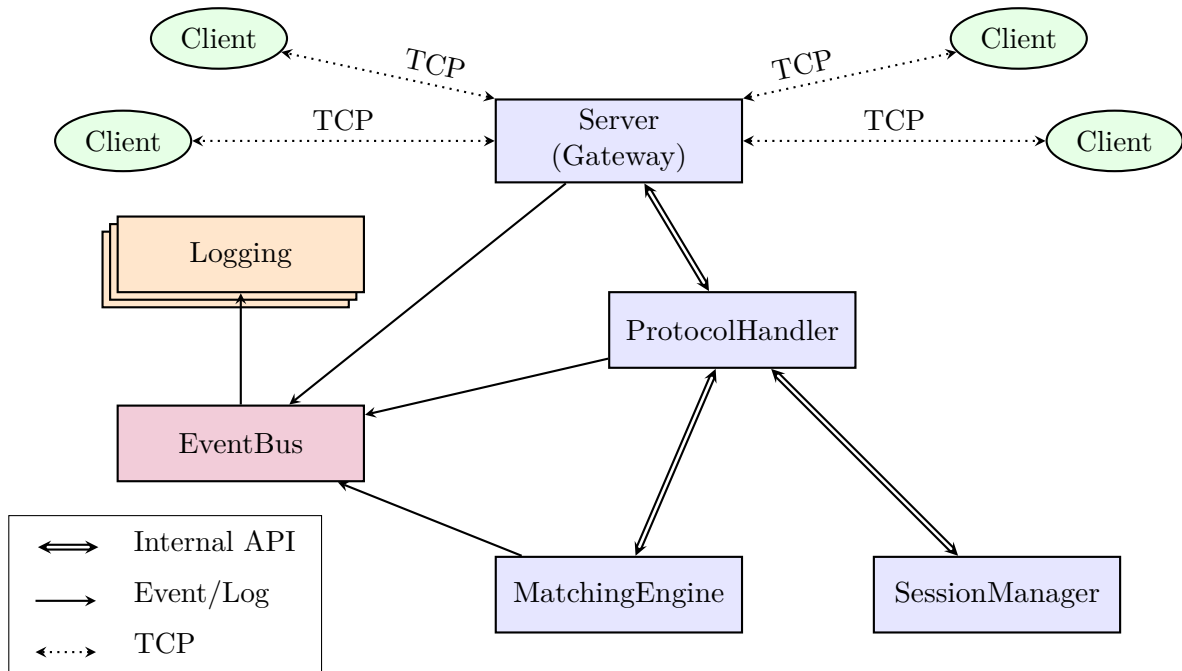 Client
Client
TCP
TCP
Client
TCP
Server
(Gateway)
TCP
Client
Logging
ProtocolHandler
EventBus
Internal API
Event/Log
TCP
MatchingEngine
SessionManager